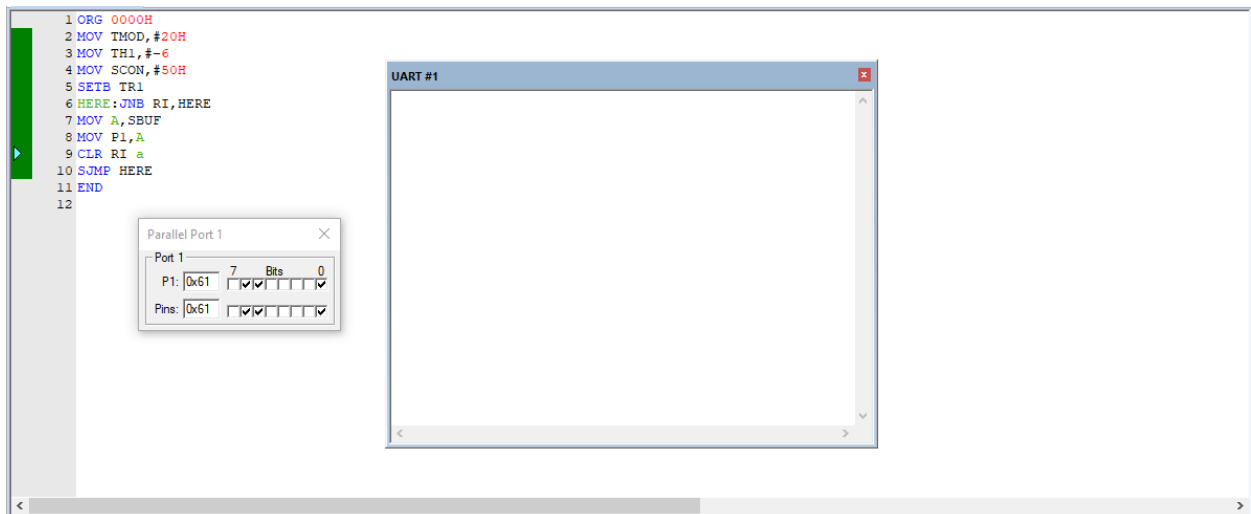 1 ORG 0000H
2 MOV TMOD,#20H
3 MOV TH1,#-6
4 MOV SCON,#50H
5 SETB TR1
6 HERE:JNB RI,HERE
7 MOV A,SBUF
8 MOV P1,A
9 CLR RI a
10 SJMP HERE
11 END
12
UART #1
Parallel Port 1
Port 1
7 Bits 0
P1: 0x61
Pins: 0x61